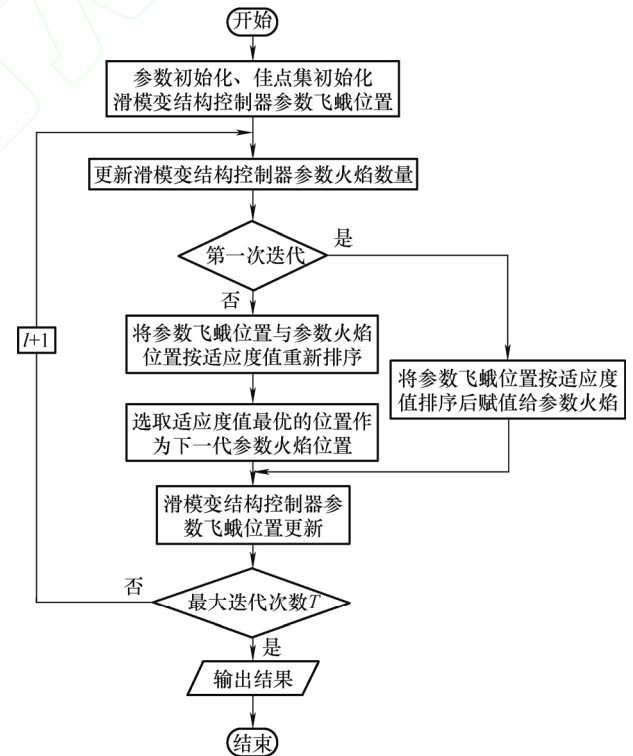 开始
参数初始化、佳点集初始化
滑模变结构控制器参数飞蛾位置
更新滑模变结构控制器参数火焰数量
第一次迭代
是
否
将参数飞蛾位置与参数火焰
位置按适应度值重新排序
l+1
将参数飞蛾位置按适应度
值排序后赋值给参数火焰
选取适应度值最优的位置作
为下一代参数火焰位置
滑模变结构控制器参
数飞蛾位置更新
否
最大迭代次数T
是
输出结果
结束